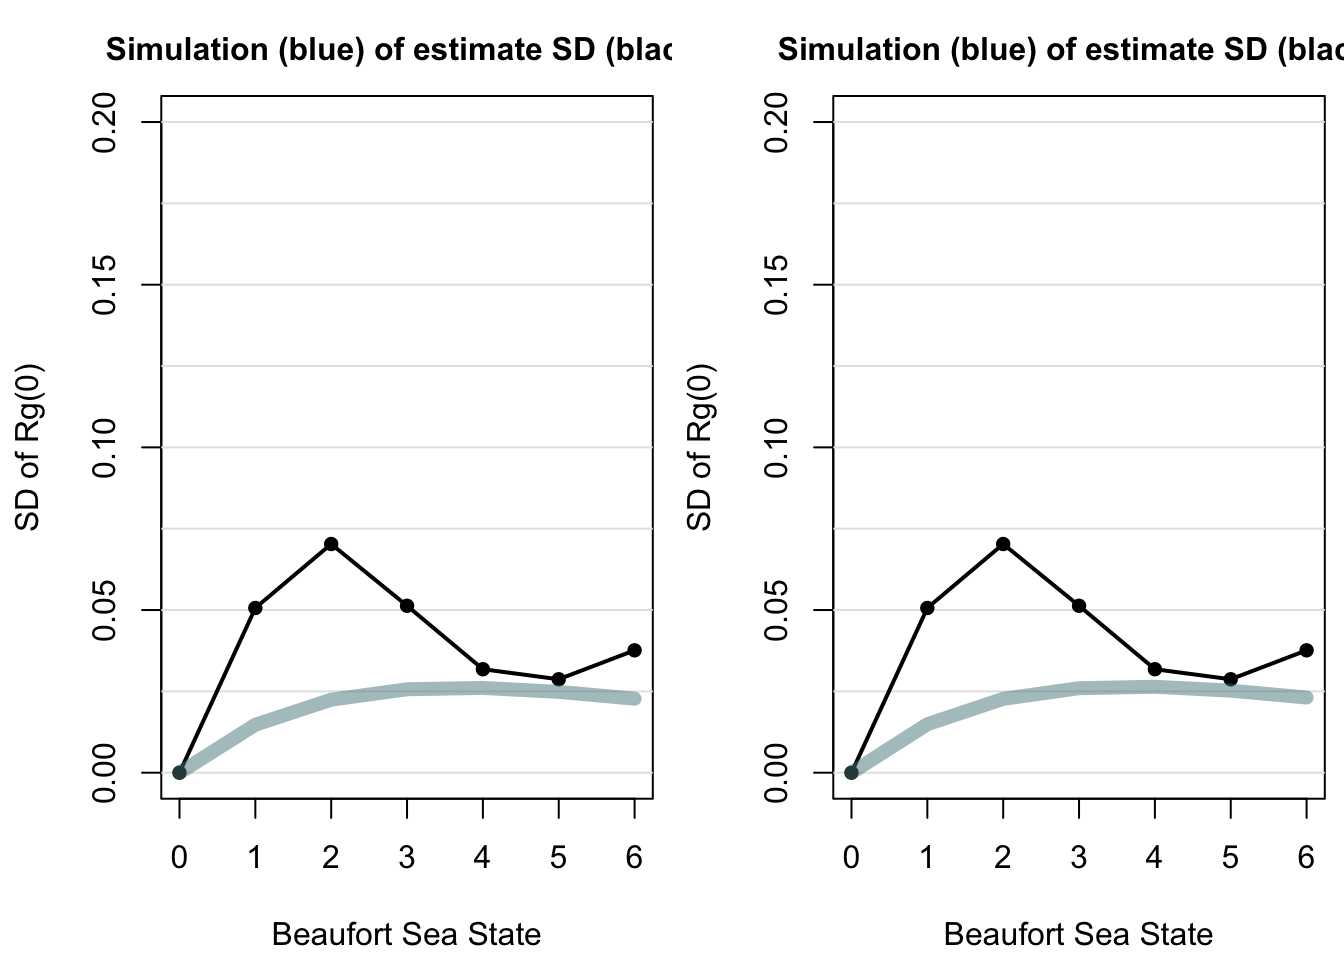 Simulation (blue) of estimate SD (blac
0.20
0.15
0.10
0.05
0.00
SD of Rg(0)
0 1 2 3 4 5 6
Beaufort Sea State
Simulation (blue) of estimate SD (blac
0.20
0.15
0.10
0.05
0.00
SD of Rg(0)
0 1 2 3 4 5 6
Beaufort Sea State